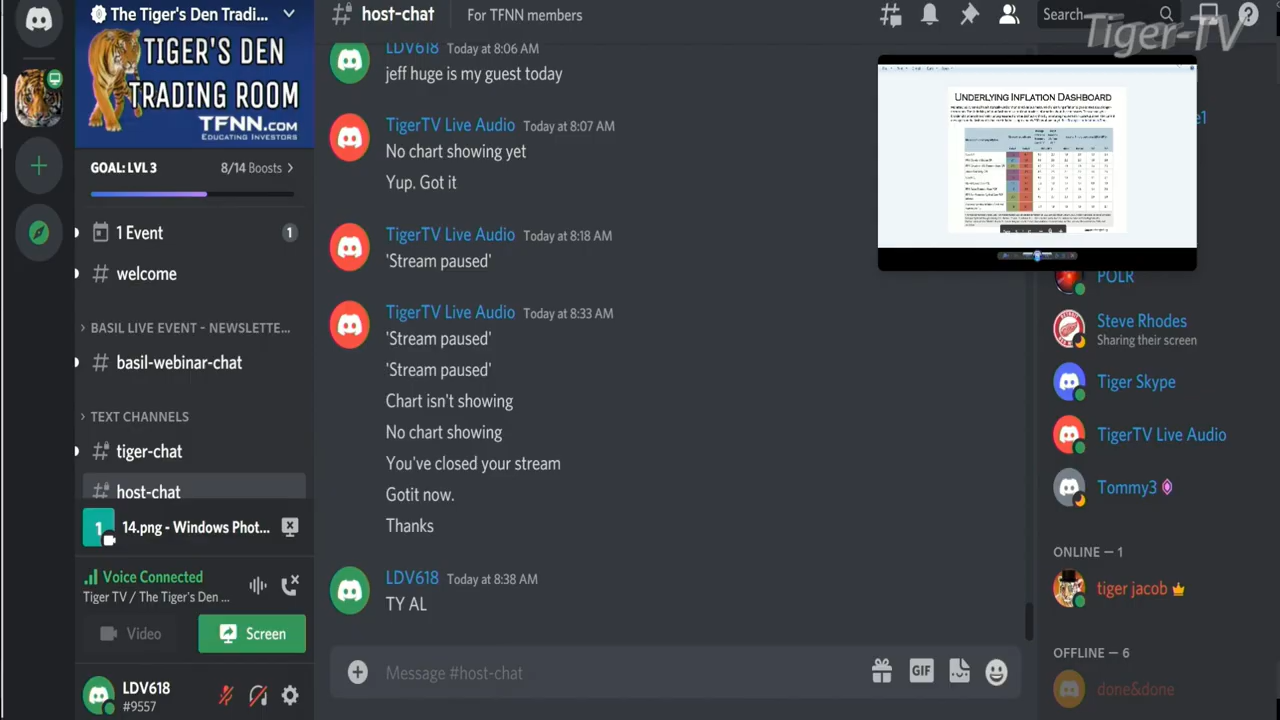 The Tiger's Den Tradi...
TIGER'S DEN
TRADING ROOM
TFNN.com
EDUCATING INVESTORS
GOAL: LVL 3
8/14 Boosts
1 Event
1
welcome
BASIL LIVE EVENT - NEWSLETTE...
basil-webinar-chat
TEXT CHANNELS
tiger-chat
host-chat
1
14.png - Windows Phot...
Voice Connected
Tiger TV / The Tiger's Den ...
Video
Screen
LDV618
#9557
host-chat
For TFNN members
Search
Tiger-TV
LDV618 Today at 8:06 AM
jeff huge is my guest today
TigerTV Live Audio Today at 8:07 AM
No chart showing yet
Yup. Got it
TigerTV Live Audio Today at 8:18 AM
'Stream paused'
TigerTV Live Audio Today at 8:33 AM
'Stream paused'
'Stream paused'
Chart isn't showing
No chart showing
You've closed your stream
Gotit now.
Thanks
LDV618 Today at 8:38 AM
TY AL
Message #host-chat
GIF
UNDERLYING INFLATION DASHBOARD
POLR
Steve Rhodes
Sharing their screen
Tiger Skype
TigerTV Live Audio
Tommy3
ONLINE — 1
tiger jacob
OFFLINE — 6
done&done